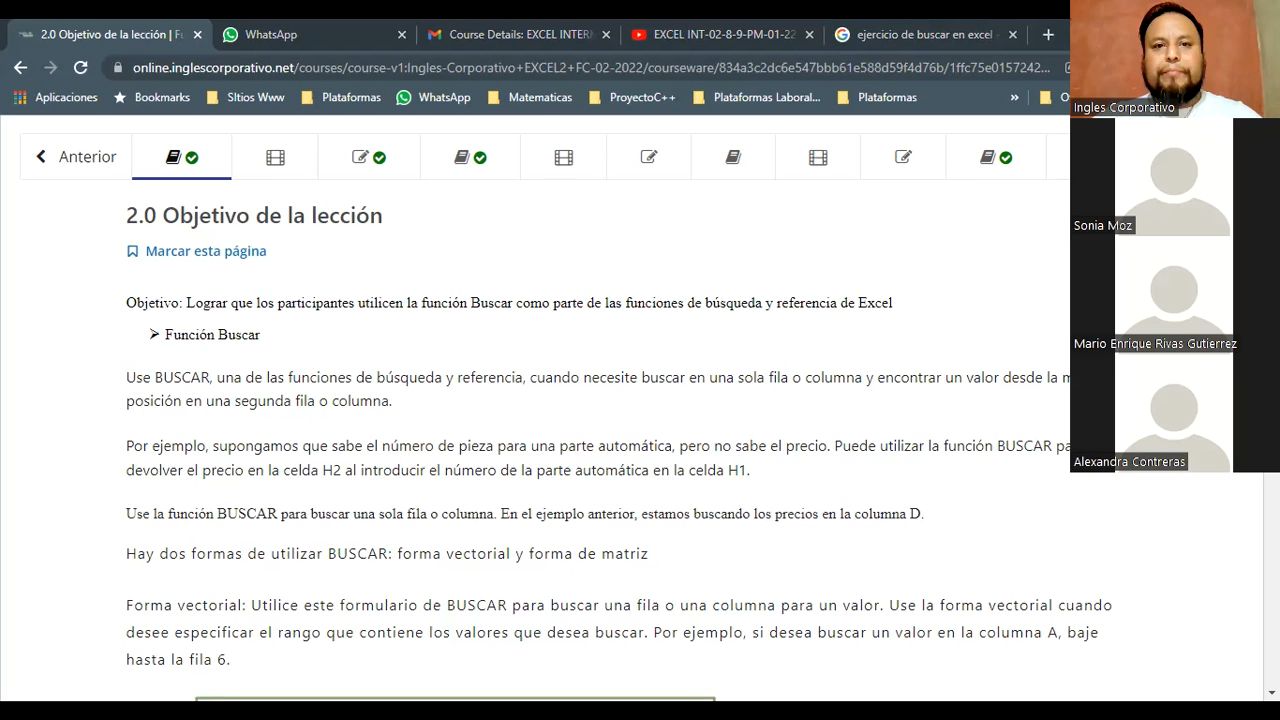 2.0 Objetivo de la lección | F
WhatsApp
Course Details: EXCEL INTERN
EXCEL INT-02-8-9-PM-01-22
ejercicio de buscar en excel -
online.inglescorporativo.net/courses/course-v1:Ingles-Corporativo+EXCEL2+FC-02-2022/courseware/834a3c2dc6e547bbb61e588d59f4d76b/1ffc75e0157242...
Aplicaciones
Bookmarks
SItios Www
Plataformas
WhatsApp
Matematicas
ProyectoC++
Plataformas Laboral...
Plataformas
»
Anterior
2.0 Objetivo de la lección
Marcar esta página
Objetivo: Lograr que los participantes utilicen la función Buscar como parte de las funciones de búsqueda y referencia de Excel
➢ Función Buscar
Use BUSCAR, una de las funciones de búsqueda y referencia, cuando necesite buscar en una sola fila o columna y encontrar un valor desde la m
posición en una segunda fila o columna.
Por ejemplo, supongamos que sabe el número de pieza para una parte automática, pero no sabe el precio. Puede utilizar la función BUSCAR pa
devolver el precio en la celda H2 al introducir el número de la parte automática en la celda H1.
Use la función BUSCAR para buscar una sola fila o columna. En el ejemplo anterior, estamos buscando los precios en la columna D.
Hay dos formas de utilizar BUSCAR: forma vectorial y forma de matriz
Forma vectorial: Utilice este formulario de BUSCAR para buscar una fila o una columna para un valor. Use la forma vectorial cuando
desee especificar el rango que contiene los valores que desea buscar. Por ejemplo, si desea buscar un valor en la columna A, baje
hasta la fila 6.
Ingles Corporativo
Sonia Moz
Mario Enrique Rivas Gutierrez
Alexandra Contreras